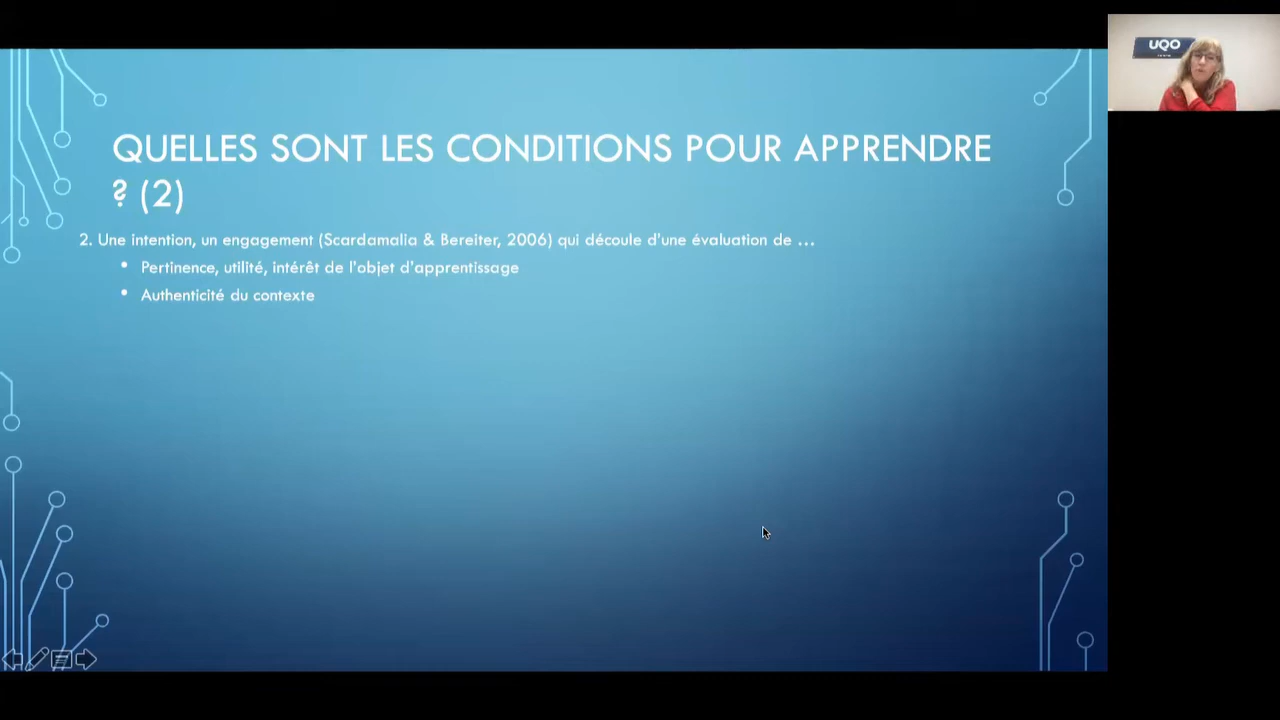 QUELLES SONT LES CONDITIONS POUR APPRENDRE
? (2)
2. Une intention, un engagement (Scardamalia & Bereiter, 2006) qui découle d'une évaluation de …
• Pertinence, utilité, intérêt de l'objet d'apprentissage
• Authenticité du contexte
UQO